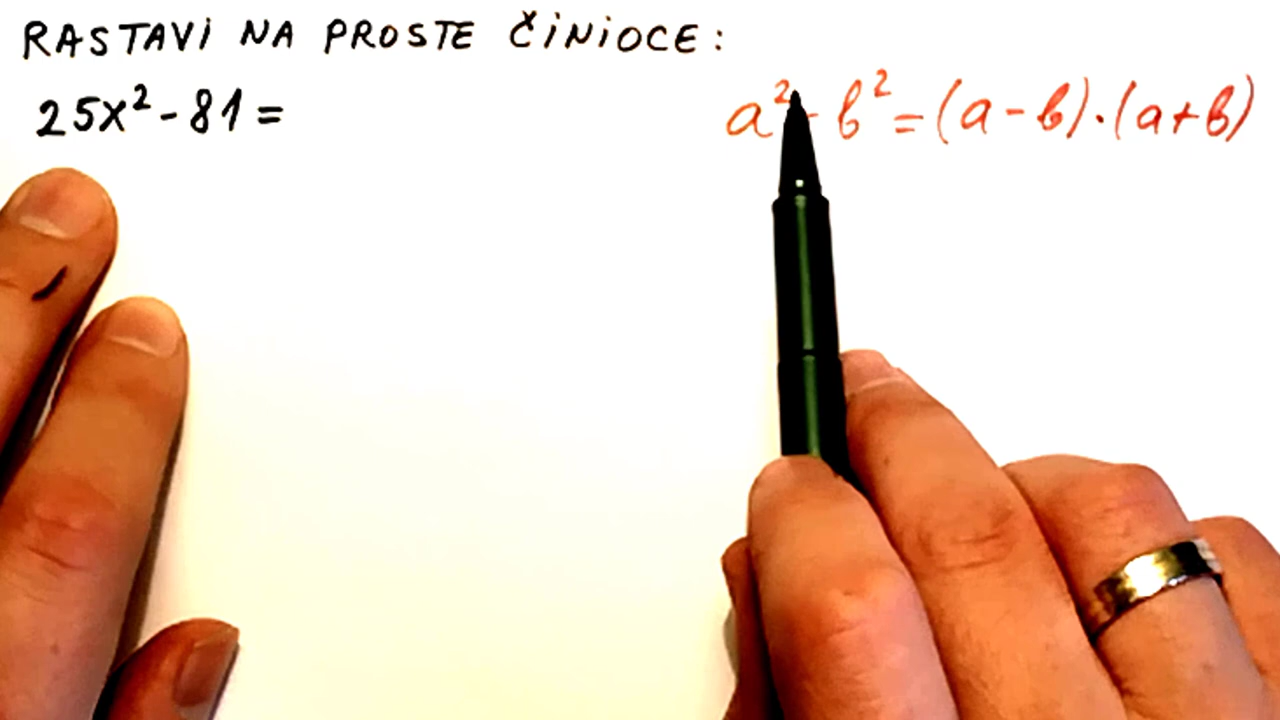 RASTAVI NA PROSTE ČINIOCE:
25x² - 81 =
a² - b² = (a - b) · (a + b)